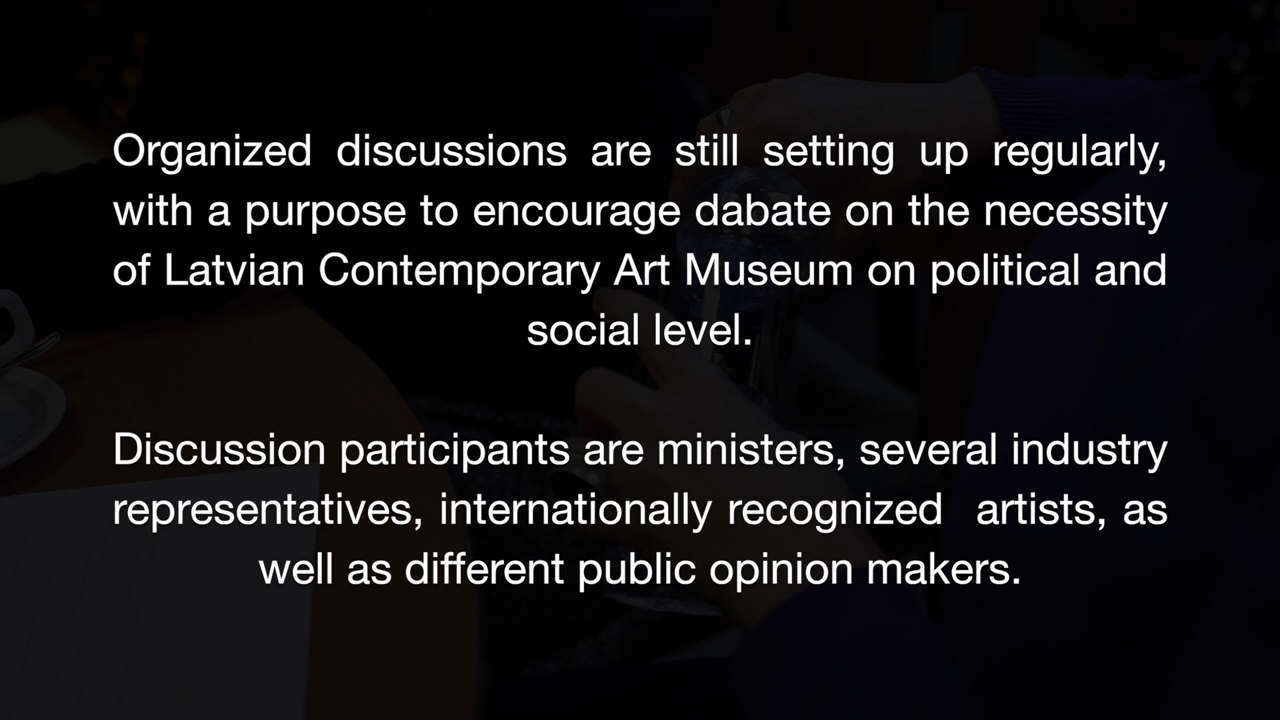 Organized discussions are still setting up regularly,
with a purpose to encourage dabate on the necessity
of Latvian Contemporary Art Museum on political and
social level.
Discussion participants are ministers, several industry
representatives, internationally recognized artists, as
well as different public opinion makers.